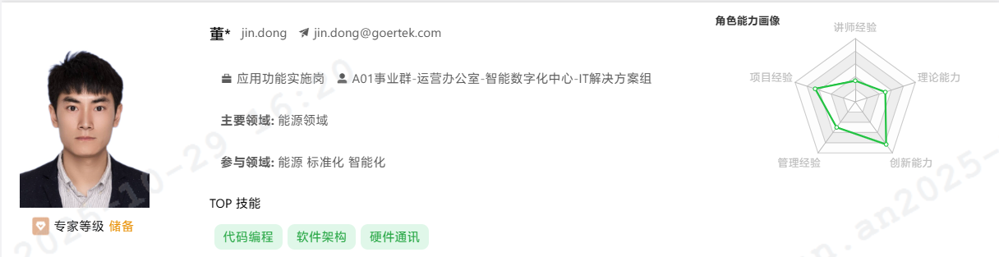 董* jin.dong jin.dong@goertek.com
应用功能实施岗 A01事业群-运营办公室-智能数字化中心-IT解决方案组
主要领域: 能源领域
参与领域: 能源 标准化 智能化
TOP 技能
代码编程 软件架构 硬件通讯
专家等级 储备
角色能力画像
讲师经验
项目经验
理论能力
管理经验
创新能力
2025-10-29 16:20
n.an2025-